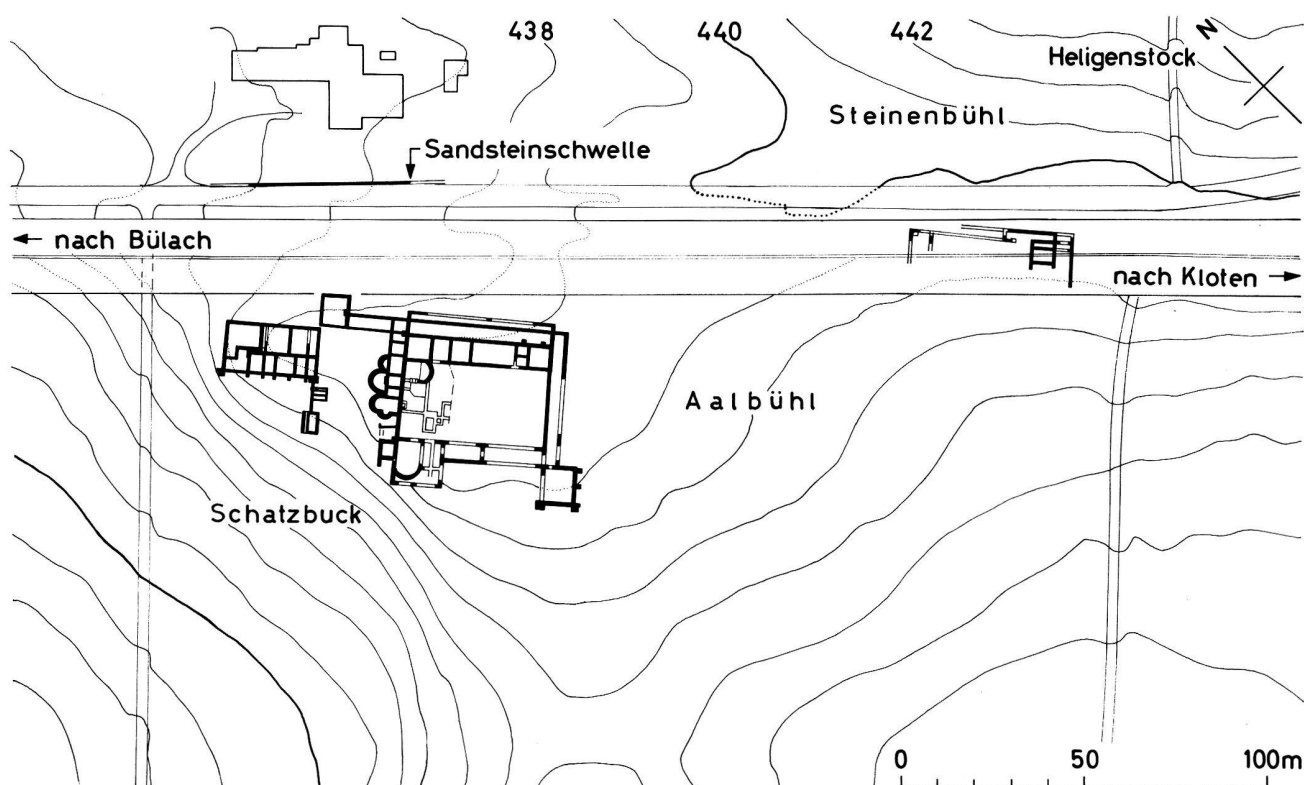 438 440 442
N
Heligenstock
Steinenbühl
Sandsteinschwelle
← nach Bülach
nach Kloten →
Aalbühl
Schatzbuck
0 50 100m